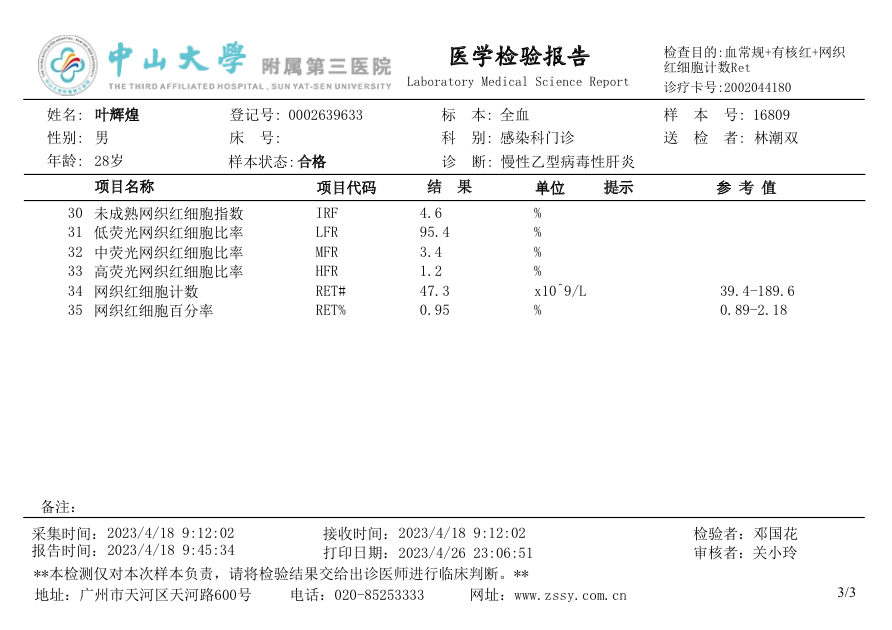 中山大学 附属第三医院
THE THIRD AFFILIATED HOSPITAL, SUN YAT-SEN UNIVERSITY
医学检验报告
Laboratory Medical Science Report
检查目的:血常规+有核红+网织
红细胞计数Ret
诊疗卡号:2002044180
姓名: 叶辉煌 登记号: 0002639633 标 本: 全血 样 本 号: 16809
性别: 男 床 号: 科 别: 感染科门诊 送 检 者: 林潮双
年龄: 28岁 样本状态: 合格 诊 断: 慢性乙型病毒性肝炎
项目名称 项目代码 结 果 单位 提示 参 考 值
30 未成熟网织红细胞指数 IRF 4.6 %
31 低荧光网织红细胞比率 LFR 95.4 %
32 中荧光网织红细胞比率 MFR 3.4 %
33 高荧光网织红细胞比率 HFR 1.2 %
34 网织红细胞计数 RET# 47.3 x10^9/L 39.4-189.6
35 网织红细胞百分率 RET% 0.95 % 0.89-2.18
备注:
采集时间: 2023/4/18 9:12:02 接收时间: 2023/4/18 9:12:02 检验者: 邓国花
报告时间: 2023/4/18 9:45:34 打印日期: 2023/4/26 23:06:51 审核者: 关小玲
**本检测仅对本次样本负责，请将检验结果交给出诊医师进行临床判断。**
地址: 广州市天河区天河路600号 电话: 020-85253333 网址: www.zssy.com.cn 3/3